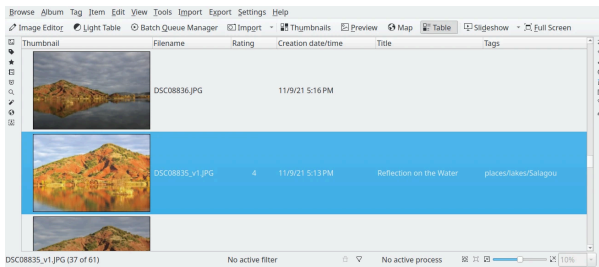 Browse Album Tag Item Edit View Tools Import Export Settings Help
Image Editor Light Table Batch Queue Manager Import Thumbnails Preview Map Table Slideshow Full Screen
Thumbnail Filename Rating Creation date/time Title Tags
DSC08836.JPG 11/9/21 5:16 PM
DSC08835_v1.JPG 4 11/9/21 5:13 PM Reflection on the Water places/lakes/Salagou
DSC08835_v1.JPG (37 of 61) No active filter No active process 10%